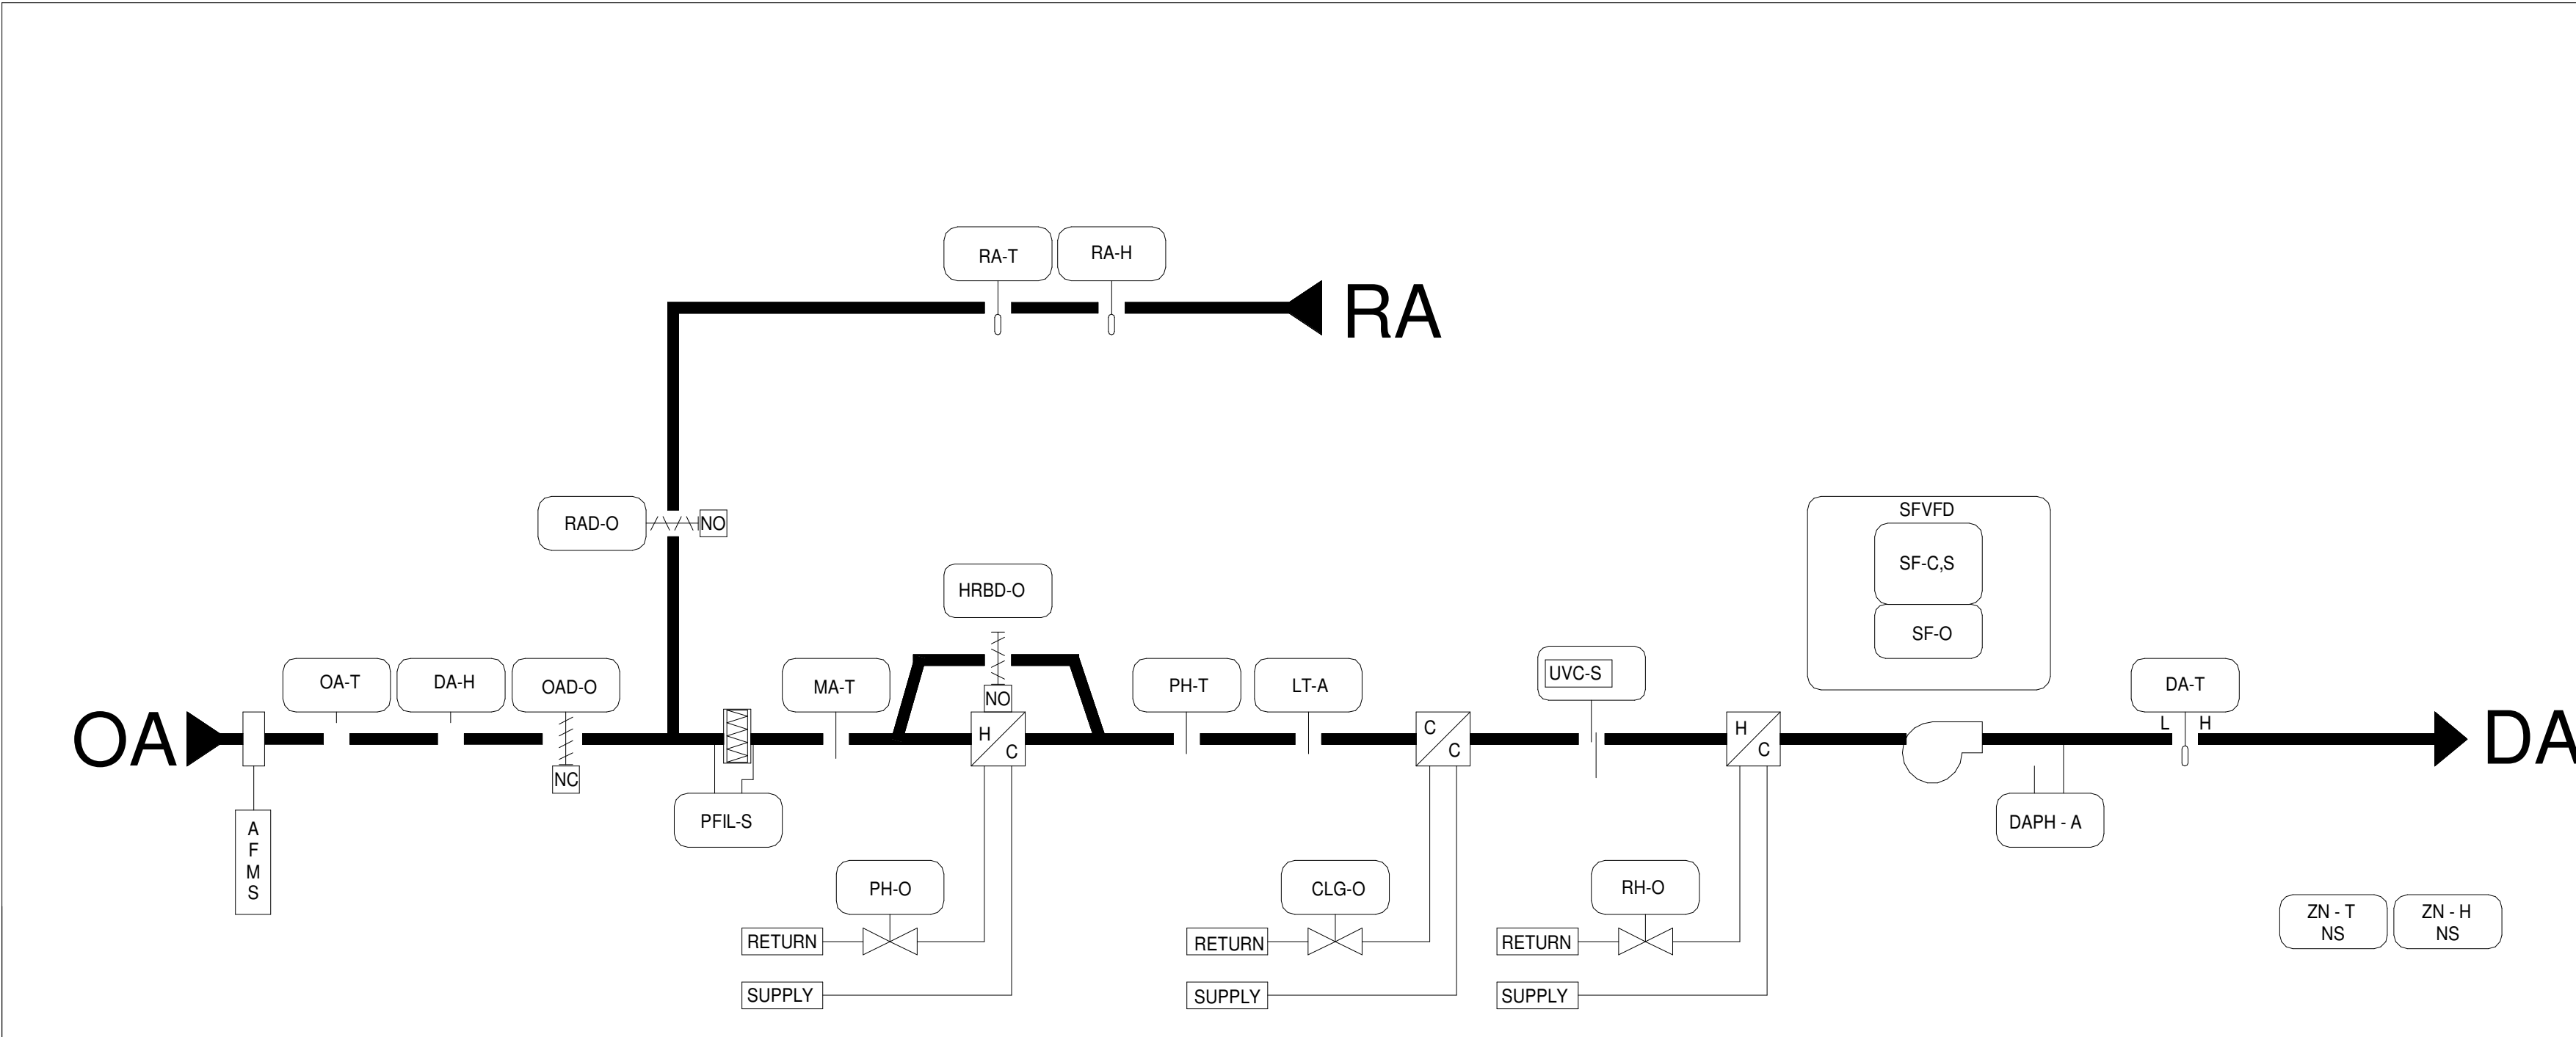 RA-T
RA-H
RA
RAD-O
NO
SFVFD
SF-C,S
SF-O
HRBD-O
NO
OA
OA-T
DA-H
OAD-O
NC
MA-T
H
C
PH-T
LT-A
C
C
UVC-S
H
C
DA-T
L H
DA
A
F
M
S
PFIL-S
DAPH - A
PH-O
RETURN
SUPPLY
CLG-O
RETURN
SUPPLY
RH-O
RETURN
SUPPLY
ZN - T
NS
ZN - H
NS